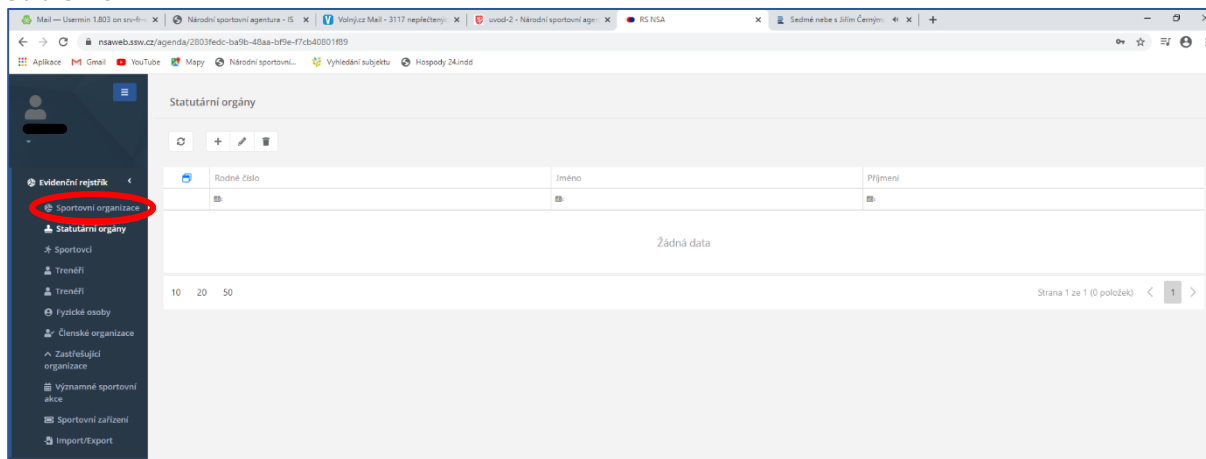 Mail — Usermin 1.803 on srv-fr
Národní sportovní agentura - IS
Volný.cz Mail - 3117 nepřečtený
uvod-2 - Národní sportovní agen
RS NSA
Sedmé nebe s Jiřím Černým
nsaweb.ssw.cz/agenda/2803fedc-ba9b-48aa-bf9e-f7cb40801f89
Aplikace Gmail YouTube Mapy Národní sportovní... Vyhledání subjektu Hospody 24.indd
Statutární orgány
Evidenční rejstřík
Sportovní organizace
Statutární orgány
Sportovci
Trenéři
Trenéři
Fyzické osoby
Členské organizace
Zastřešující
organizace
Významné sportovní
akce
Sportovní zařízení
Import/Export
Rodné číslo Jméno Příjmení
Žádná data
10 20 50
Strana 1 ze 1 (0 položek) 1